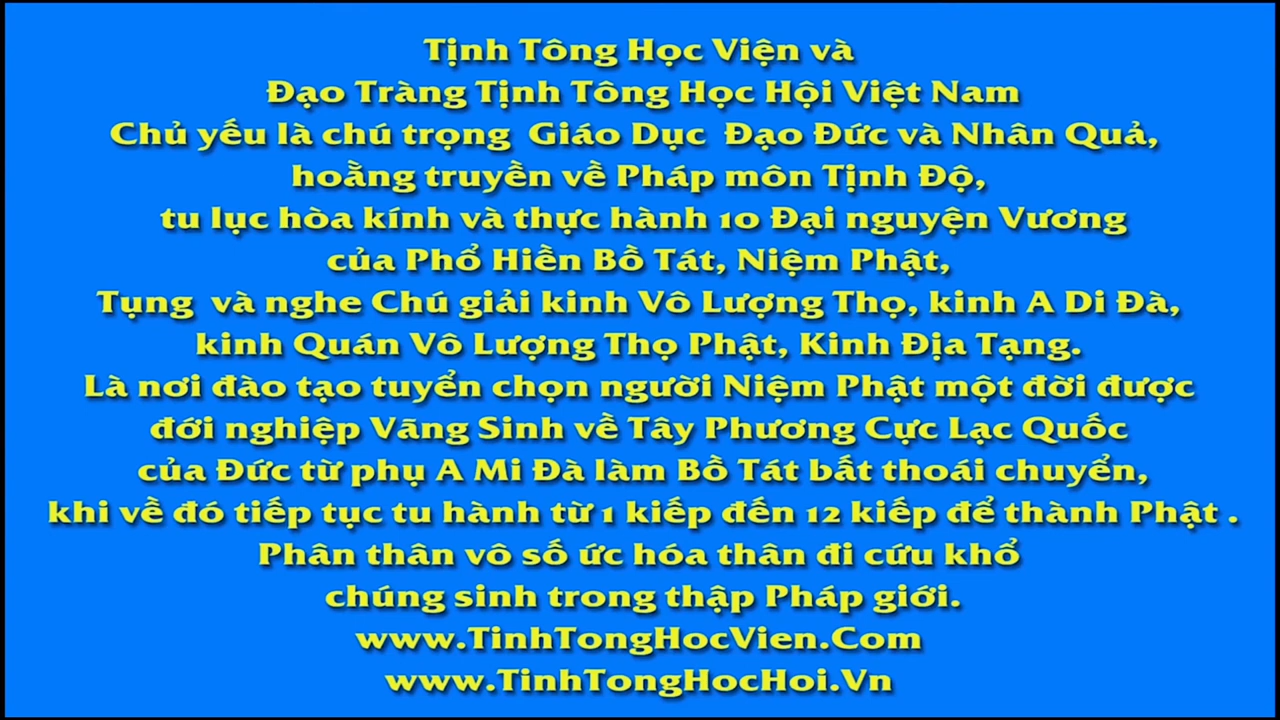 Tịnh Tông Học Viện và
Đạo Tràng Tịnh Tông Học Hội Việt Nam
Chủ yếu là chú trọng Giáo Dục Đạo Đức và Nhân Quả,
hoằng truyền về Pháp môn Tịnh Độ,
tu lục hòa kính và thực hành 10 Đại nguyện Vương
của Phổ Hiền Bồ Tát, Niệm Phật,
Tụng và nghe Chú giải kinh Vô Lượng Thọ, kinh A Di Đà,
kinh Quán Vô Lượng Thọ Phật, Kinh Địa Tạng.
Là nơi đào tạo tuyển chọn người Niệm Phật một đời được
đới nghiệp Vãng Sinh về Tây Phương Cực Lạc Quốc
của Đức từ phụ A Mi Đà làm Bồ Tát bất thoái chuyển,
khi về đó tiếp tục tu hành từ 1 kiếp đến 12 kiếp để thành Phật .
Phân thân vô số ức hóa thân đi cứu khổ
chúng sinh trong thập Pháp giới.
www.TinhTongHocVien.Com
www.TinhTongHocHoi.Vn